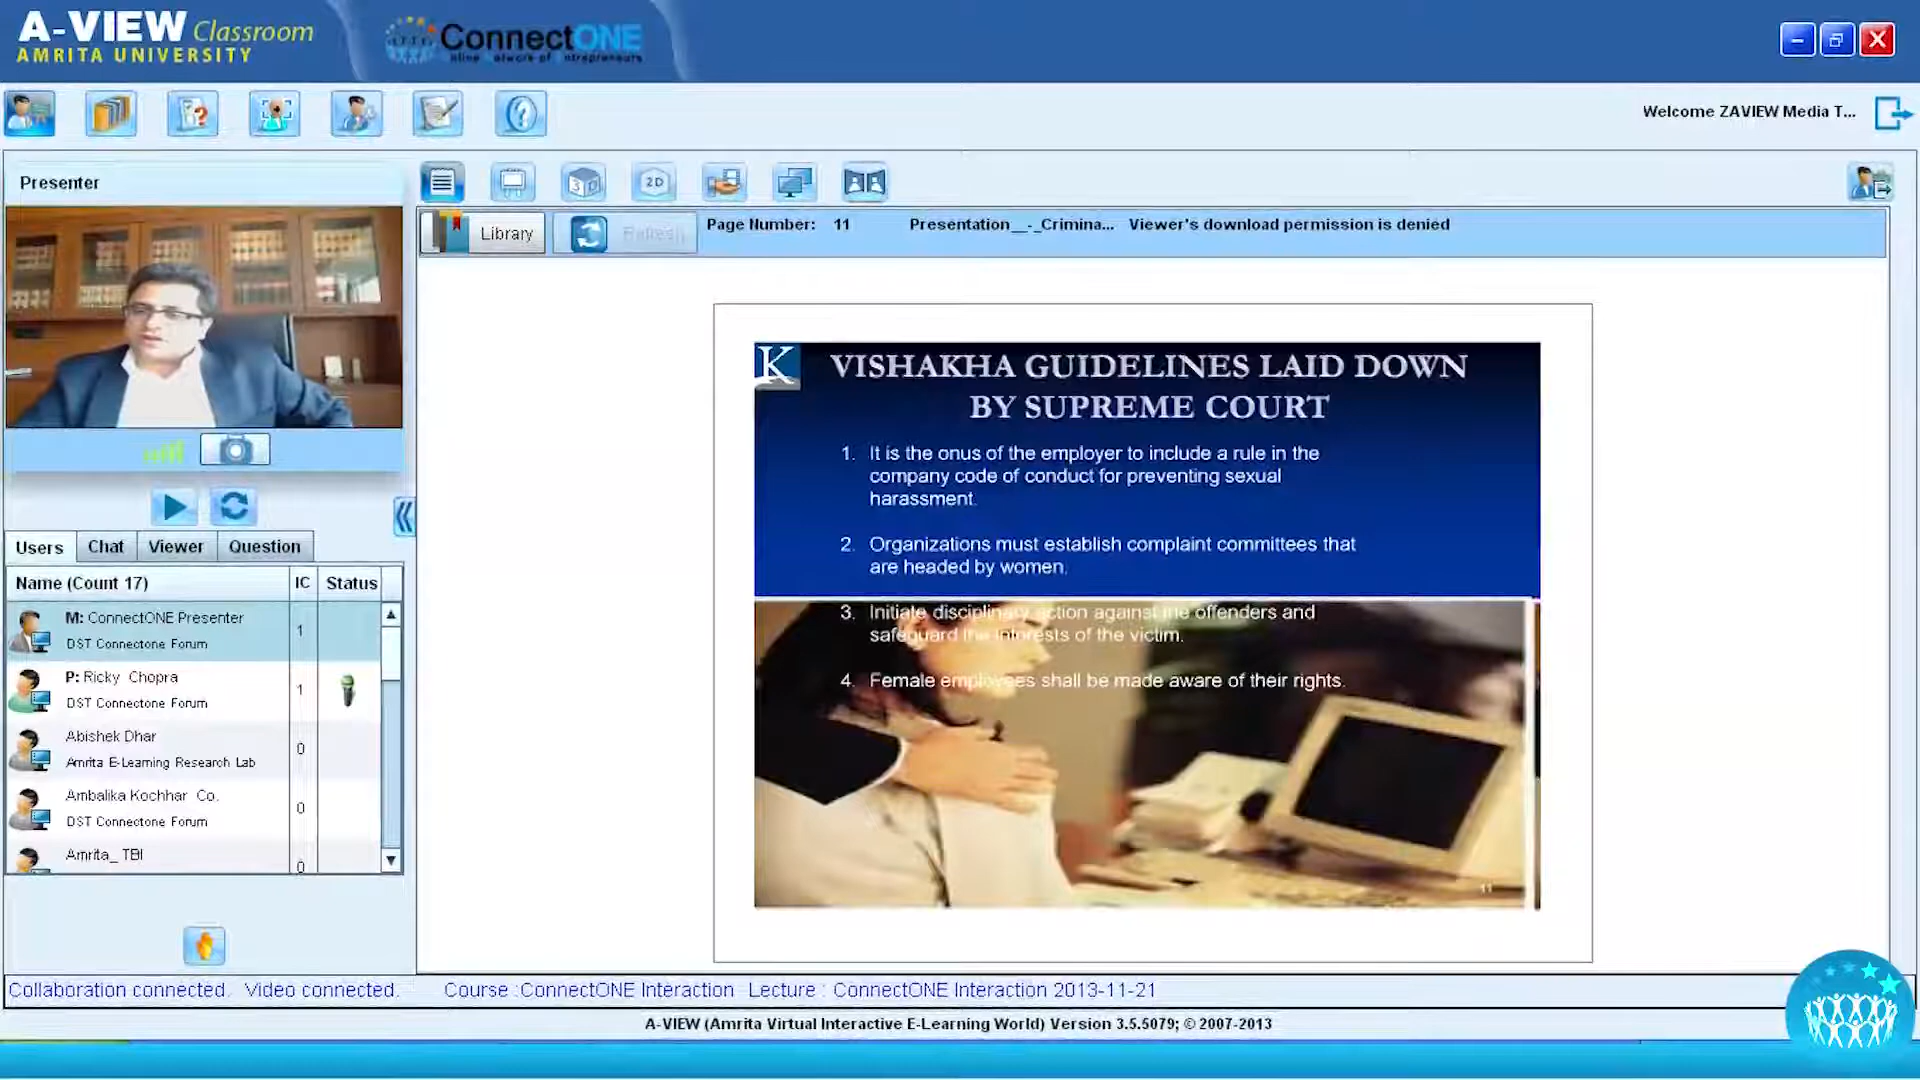 A-VIEW Classroom
AMRITA UNIVERSITY
ConnectONE
Welcome ZAVIEW Media T...
Presenter
3D
2D
Library
Refresh
Page Number: 11
Presentation__-_Crimina...
Viewer's download permission is denied
K
VISHAKHA GUIDELINES LAID DOWN
BY SUPREME COURT
1. It is the onus of the employer to include a rule in the
company code of conduct for preventing sexual
harassment.
2. Organizations must establish complaint committees that
are headed by women.
3. Initiate disciplinary action against the offenders and
safeguard the interests of the victim.
4. Female employees shall be made aware of their rights.
11
Users Chat Viewer Question
Name (Count 17) IC Status
M: ConnectONE Presenter
DST Connectone Forum
1
P: Ricky Chopra
DST Connectone Forum
1
Abishek Dhar
Amrita E-Learning Research Lab
0
Ambalika Kochhar Co.
DST Connectone Forum
0
Amrita_ TBI
0
Collaboration connected. Video connected. Course :ConnectONE Interaction Lecture : ConnectONE Interaction 2013-11-21
A-VIEW (Amrita Virtual Interactive E-Learning World) Version 3.5.5079; © 2007-2013